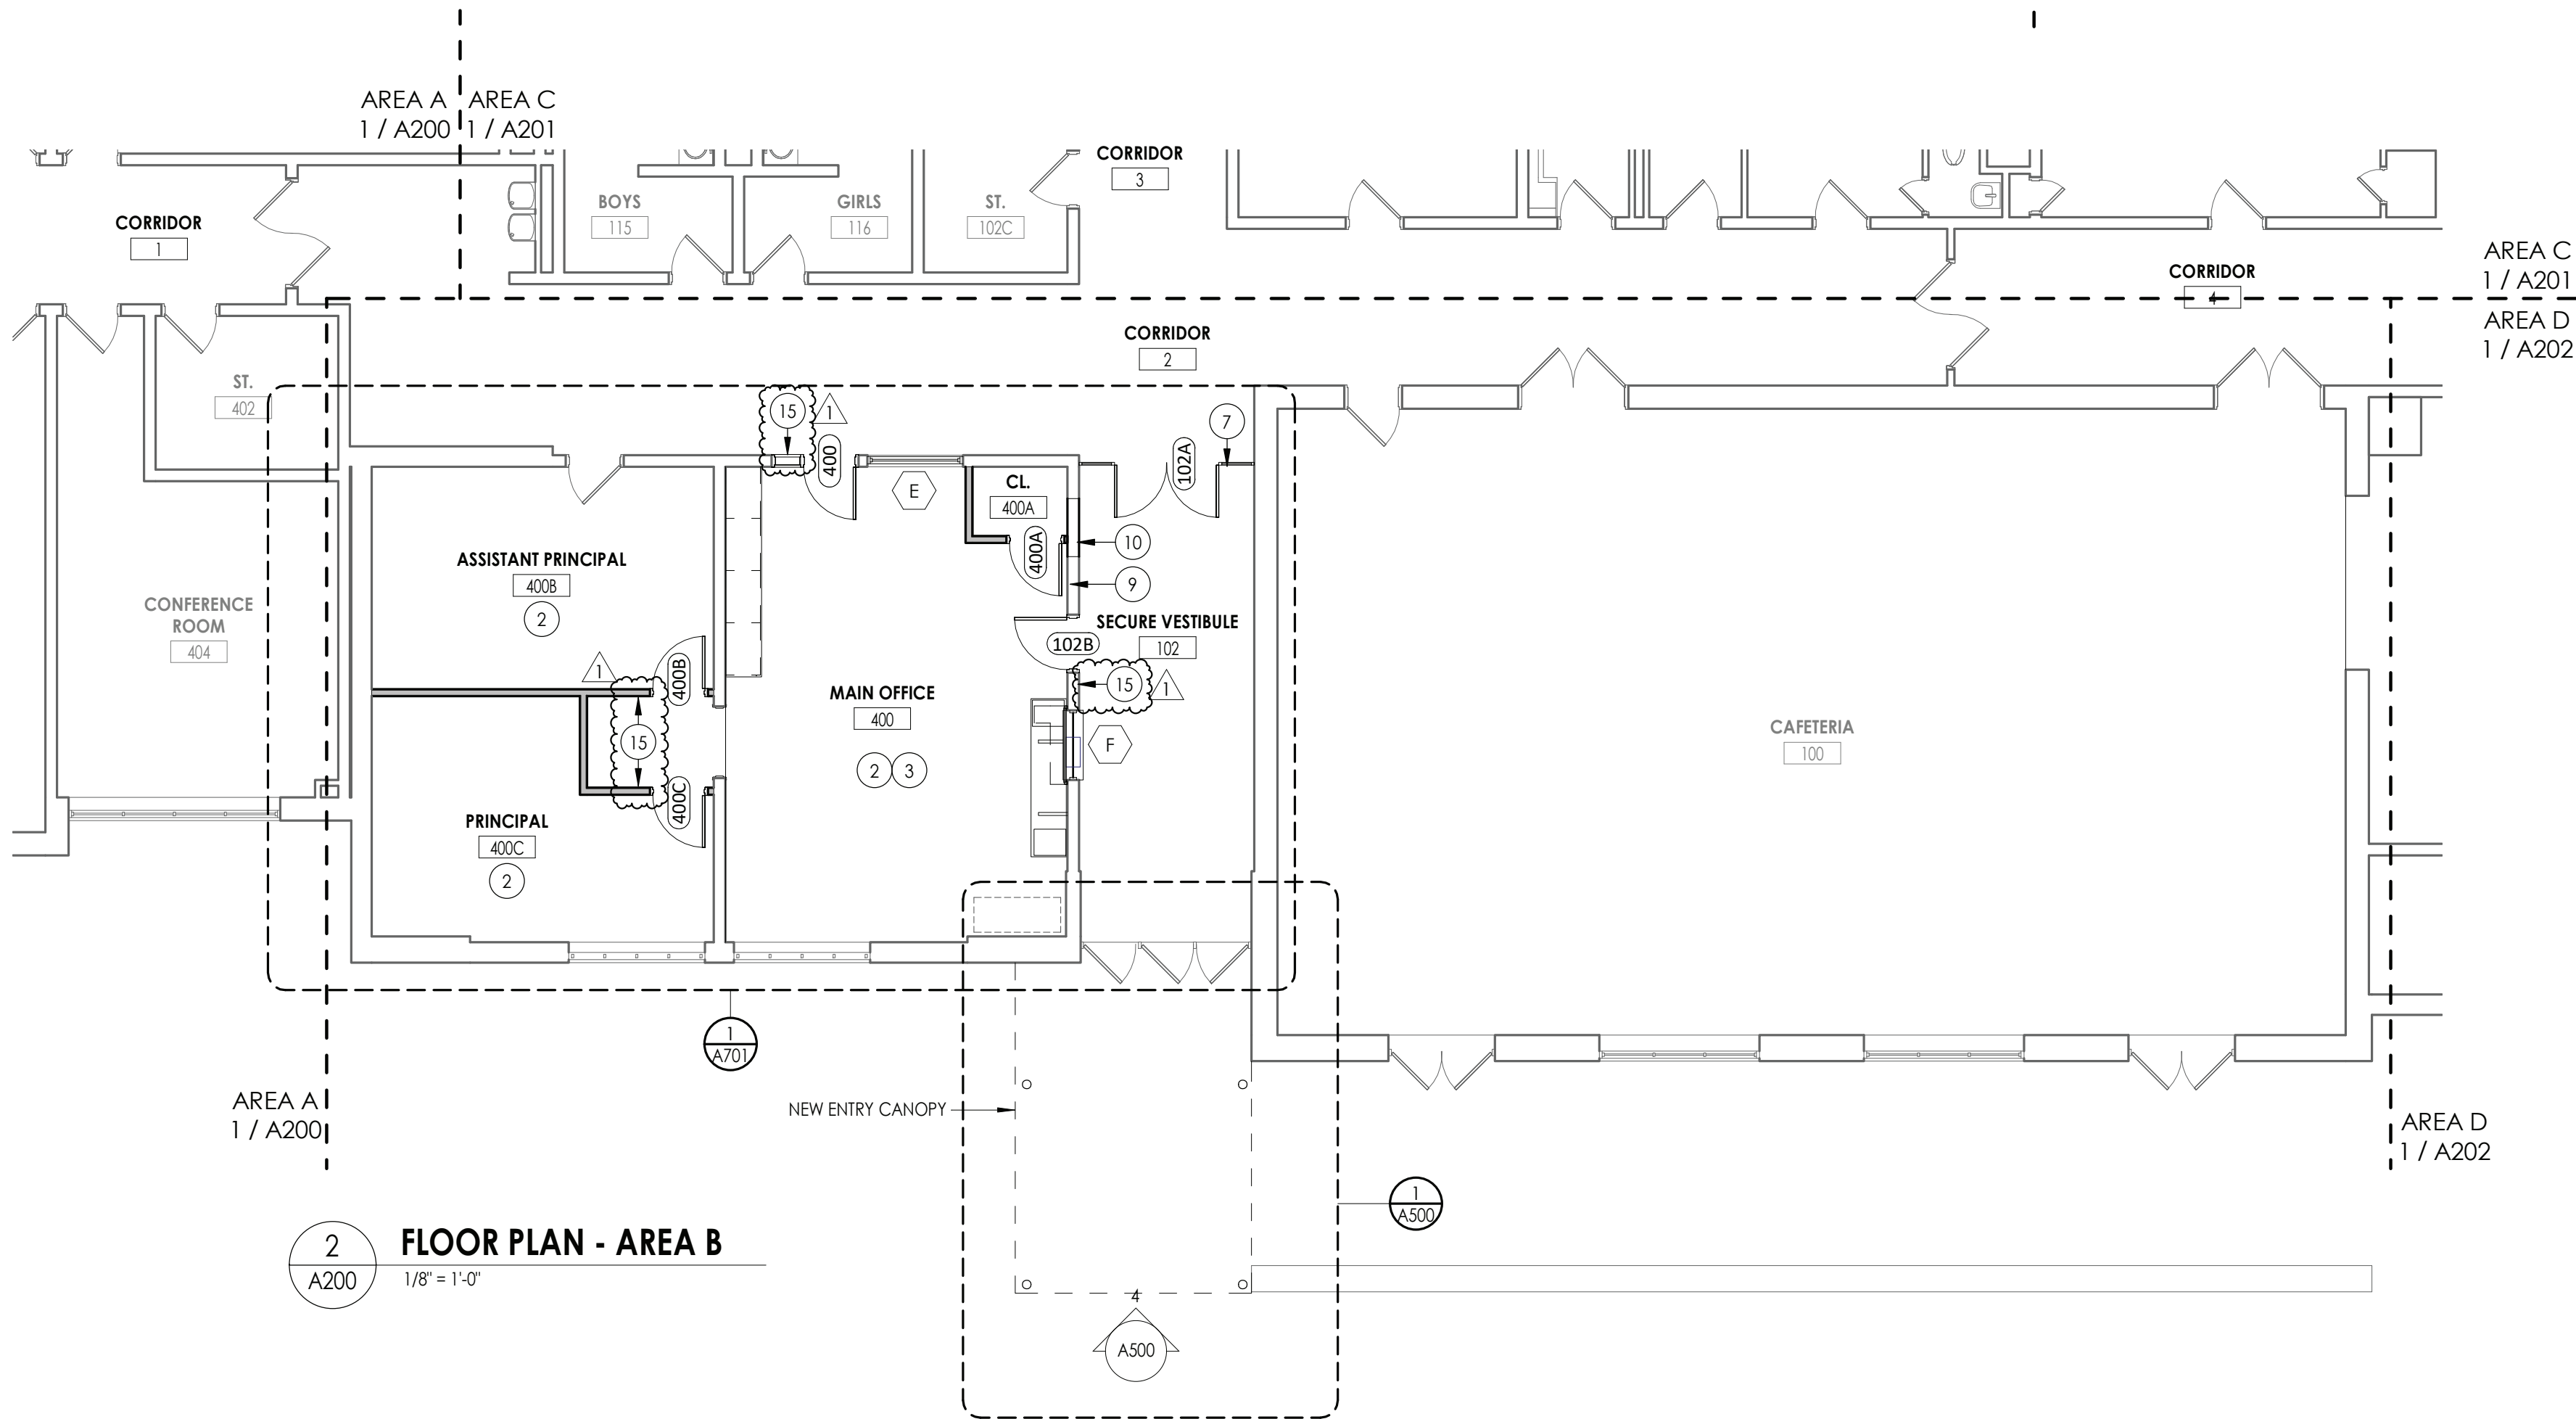 AREA A
1 / A200
AREA C
1 / A201
CORRIDOR
3
BOYS
115
GIRLS
116
ST.
102C
CORRIDOR
1
AREA C
1 / A201
CORRIDOR
4
AREA D
1 / A202
CORRIDOR
2
ST.
402
15
1
400
7
102A
E
CL.
400A
400A
10
9
ASSISTANT PRINCIPAL
400B
2
CONFERENCE
ROOM
404
SECURE VESTIBULE
102
102B
1
400B
15
1
MAIN OFFICE
400
2
3
15
F
CAFETERIA
100
400C
PRINCIPAL
400C
2
1
A701
NEW ENTRY CANOPY
AREA A
1 / A200
AREA D
1 / A202
1
A500
2
A200
FLOOR PLAN - AREA B
1/8" = 1'-0"
4
A500